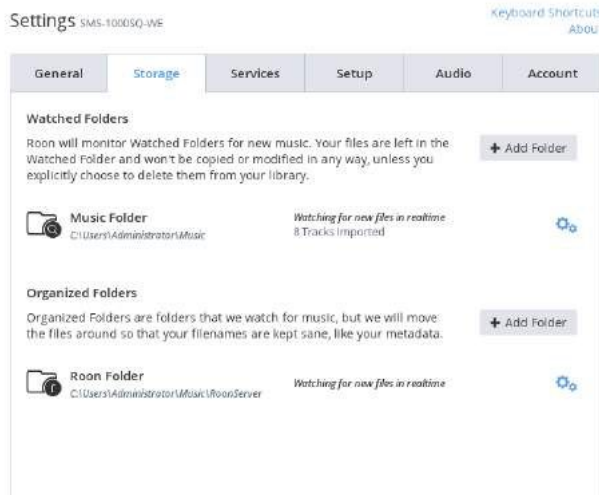 Settings SMS-1000SQ-WE
Keyboard Shortcuts
About
General Storage Services Setup Audio Account
Watched Folders
Roon will monitor Watched Folders for new music. Your files are left in the
Watched Folder and won't be copied or modified in any way, unless you
explicitly choose to delete them from your library.
+ Add Folder
Music Folder
C:\Users\Administrator\Music
Watching for new files in realtime
8 Tracks Imported
Organized Folders
Organized Folders are folders that we watch for music, but we will move
the files around so that your filenames are kept sane, like your metadata.
+ Add Folder
Roon Folder
C:\Users\Administrator\Music\RoonServer
Watching for new files in realtime